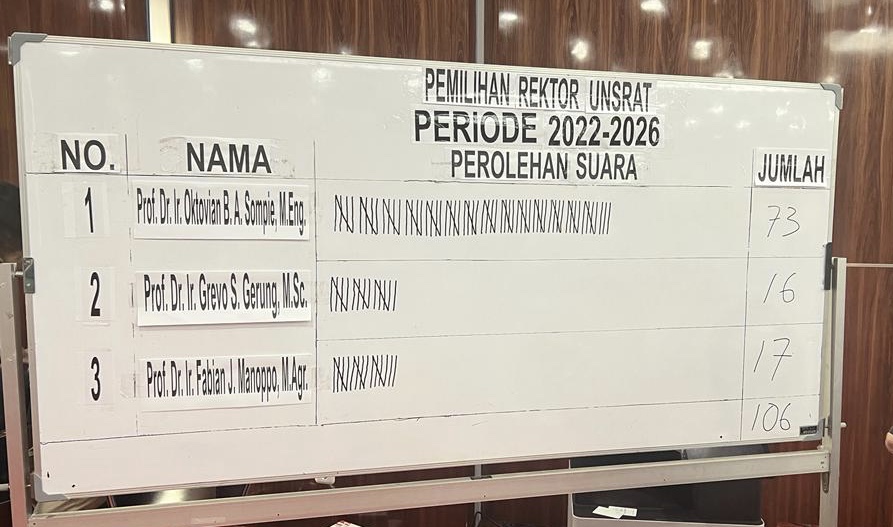 PEMILIHAN REKTOR UNSRAT
PERIODE 2022-2026
NO. NAMA PEROLEHAN SUARA JUMLAH
1 Prof. Dr. Ir. Oktovian B. A. Sompie, M.Eng. 73
2 Prof. Dr. Ir. Grevo S. Gerung, M.Sc. 16
3 Prof. Dr. Ir. Fabian J. Manoppo, M.Agr. 17
106